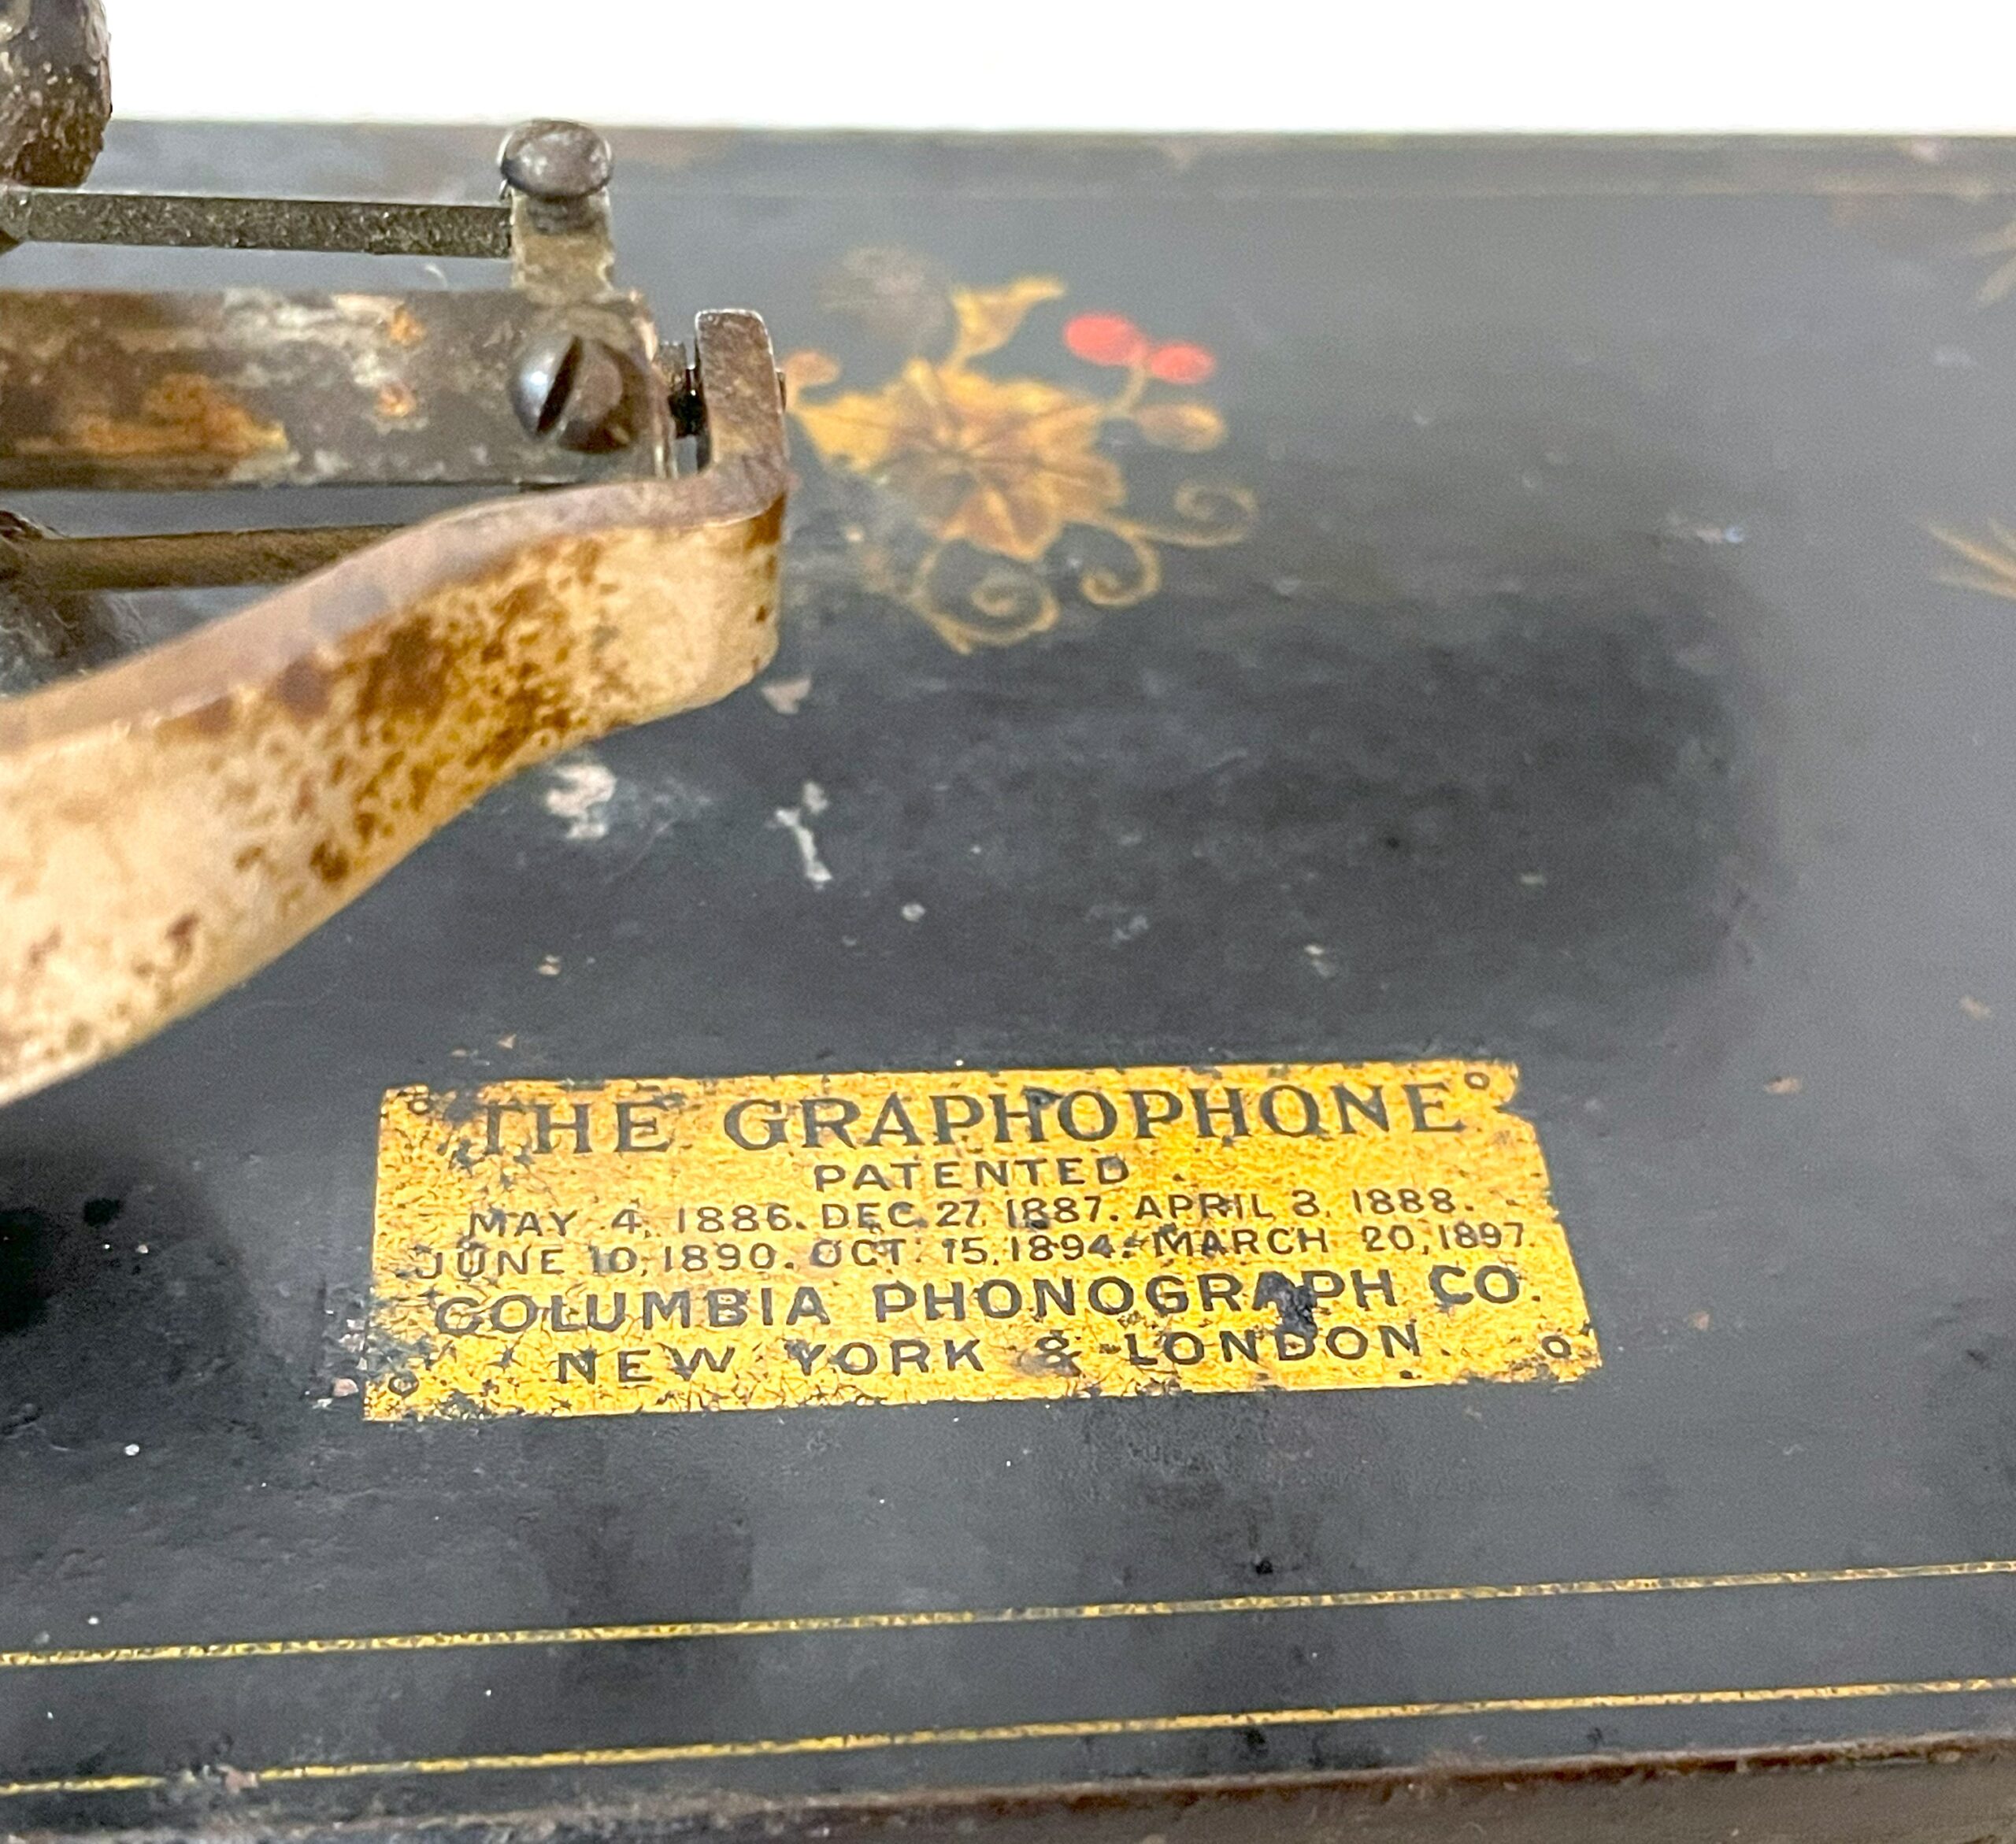 THE GRAPHOPHONE
PATENTED
MAY 4, 1886. DEC. 27, 1887. APRIL 3, 1888.
JUNE 10, 1890. OCT. 15, 1894. MARCH 20, 1897.
COLUMBIA PHONOGRAPH CO.
NEW YORK & LONDON.